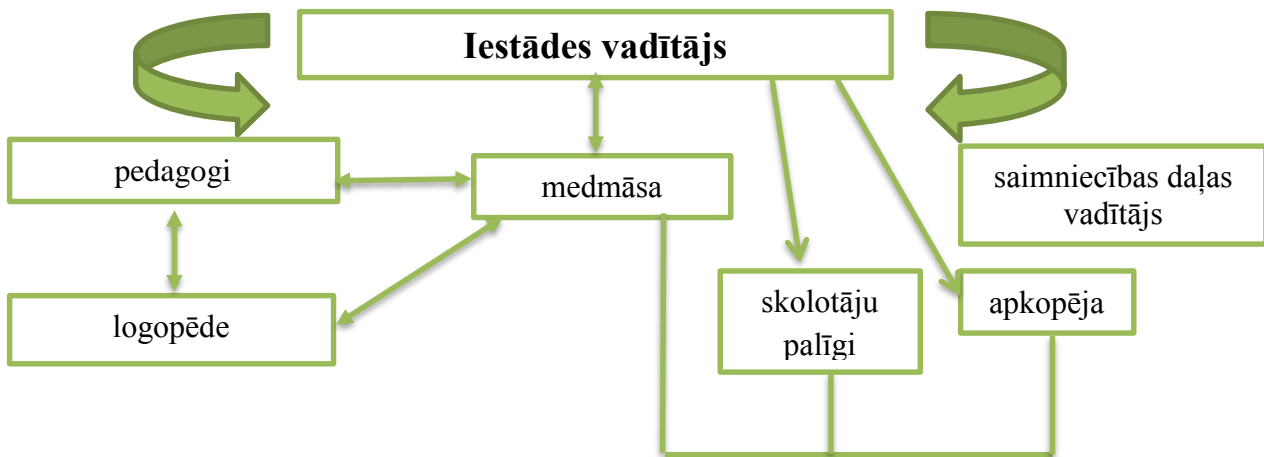 Iestādes vadītājs
pedagogi
medmāsa
saimniecības daļas
vadītājs
logopēde
skolotāju
palīgi
apkopēja